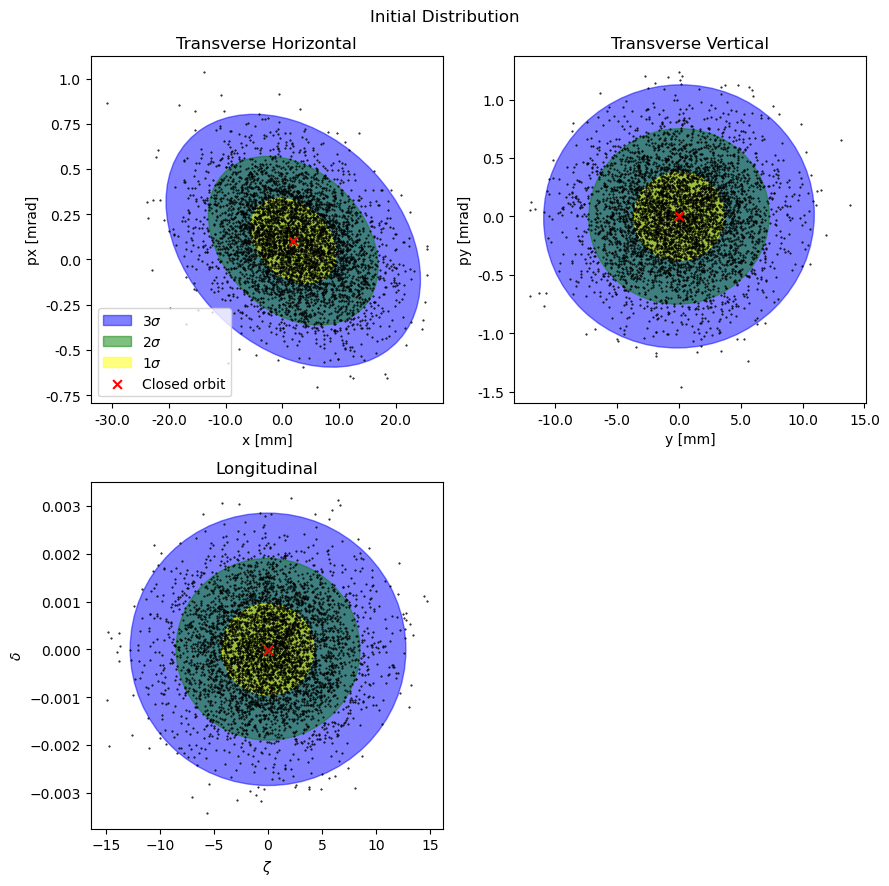 Initial Distribution
Transverse Horizontal
1.0
0.75
0.5
0.25
0.0
-0.25
-0.5
-0.75
px [mrad]
-30.0 -20.0 -10.0 0.0 10.0 20.0
x [mm]
3σ
2σ
1σ
Closed orbit
Transverse Vertical
1.0
0.5
0.0
-0.5
-1.0
-1.5
py [mrad]
-10.0 -5.0 0.0 5.0 10.0 15.0
y [mm]
Longitudinal
0.003
0.002
0.001
0.000
−0.001
−0.002
−0.003
δ
−15 −10 −5 0 5 10 15
ζ